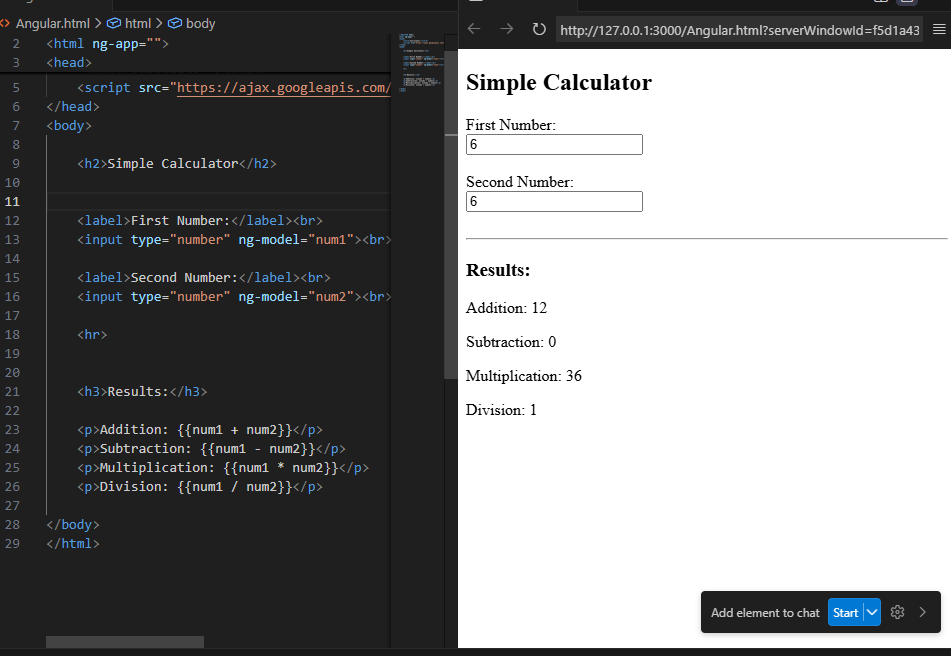 Angular.html > html > body
2 <html ng-app="">
3 <head>
5 <script src="https://ajax.googleapis.com/
6 </head>
7 <body>
8
9 <h2>Simple Calculator</h2>
10
11
12 <label>First Number:</label><br>
13 <input type="number" ng-model="num1"><br>
14
15 <label>Second Number:</label><br>
16 <input type="number" ng-model="num2"><br>
17
18 <hr>
19
20
21 <h3>Results:</h3>
22
23 <p>Addition: {{num1 + num2}}</p>
24 <p>Subtraction: {{num1 - num2}}</p>
25 <p>Multiplication: {{num1 * num2}}</p>
26 <p>Division: {{num1 / num2}}</p>
27
28 </body>
29 </html>
http://127.0.0.1:3000/Angular.html?serverWindowId=f5d1a43
Simple Calculator
First Number:
6
Second Number:
6
Results:
Addition: 12
Subtraction: 0
Multiplication: 36
Division: 1
Add element to chat Start